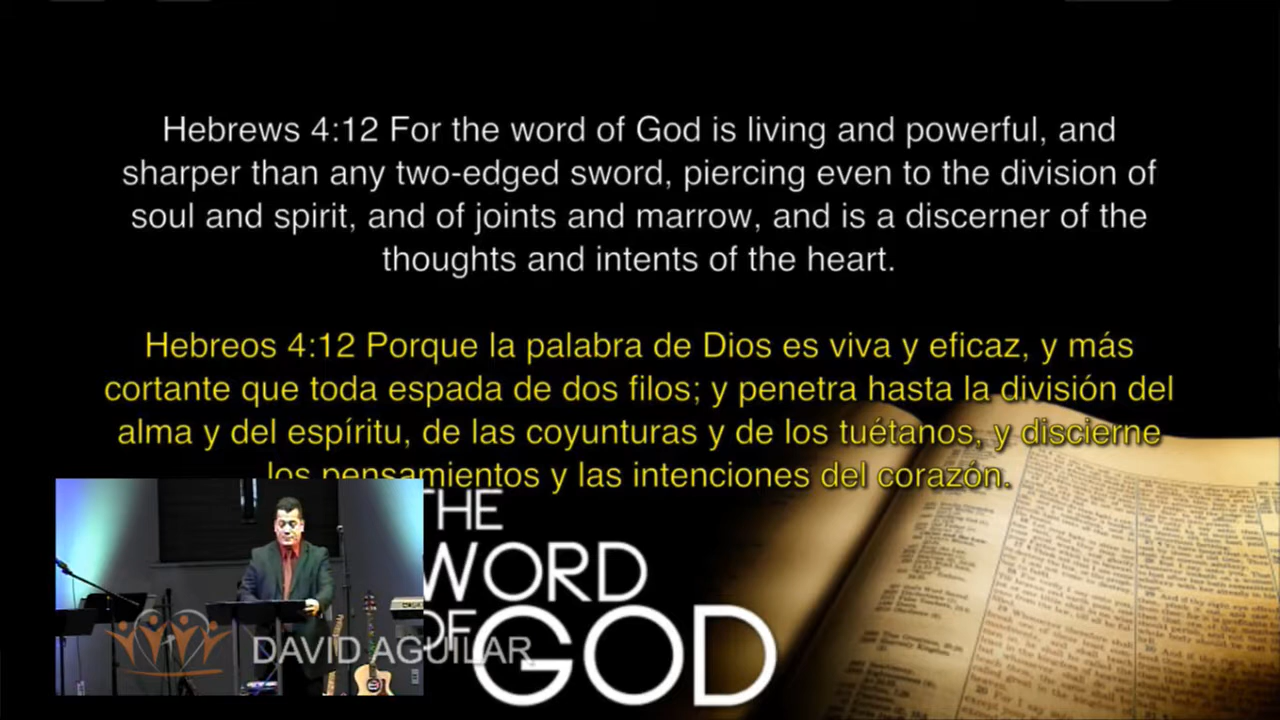 Hebrews 4:12 For the word of God is living and powerful, and
sharper than any two-edged sword, piercing even to the division of
soul and spirit, and of joints and marrow, and is a discerner of the
thoughts and intents of the heart.
Hebreos 4:12 Porque la palabra de Dios es viva y eficaz, y más
cortante que toda espada de dos filos; y penetra hasta la división del
alma y del espíritu, de las coyunturas y de los tuétanos, y discierne
los pensamientos y las intenciones del corazón.
THE
WORD
OF GOD
DAVID AGUILAR